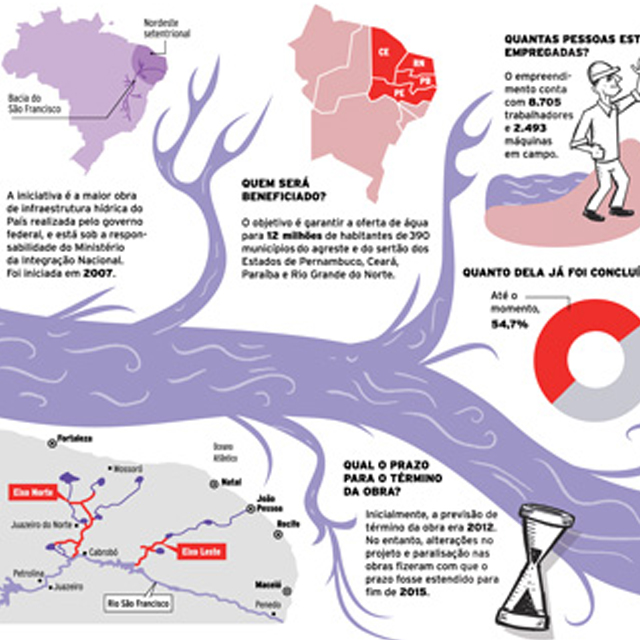 Nordeste
setentrional
Bacia do
São Francisco
A iniciativa é a maior obra
de infraestrutura hídrica do
País realizada pelo governo
federal, e está sob a respon-
sabilidade do Ministério
da Integração Nacional.
Foi iniciada em 2007.
CE
RN
PB
PE
QUEM SERÁ
BENEFICIADO?
O objetivo é garantir a oferta de água
para 12 milhões de habitantes de 390
municípios do agreste e do sertão dos
Estados de Pernambuco, Ceará,
Paraíba e Rio Grande do Norte.
QUANTAS PESSOAS EST
EMPREGADAS?
O empreendi-
mento conta
com 8.705
trabalhadores
e 2.493
máquinas
em campo.
QUANTO DELA JÁ FOI CONCLUÍ
Até o
momento,
54,7%
Fortaleza
Mossoró
Oceano
Atlântico
Natal
Eixo Norte
João
Pessoa
Juazeiro do Norte
Recife
Cabrobó
Eixo Leste
Petrolina
Juazeiro
Rio São Francisco
Maceió
Penedo
QUAL O PRAZO
PARA O TÉRMINO
DA OBRA?
Inicialmente, a previsão de
término da obra era 2012.
No entanto, alterações no
projeto e paralisação nas
obras fizeram com que o
prazo fosse estendido para
fim de 2015.